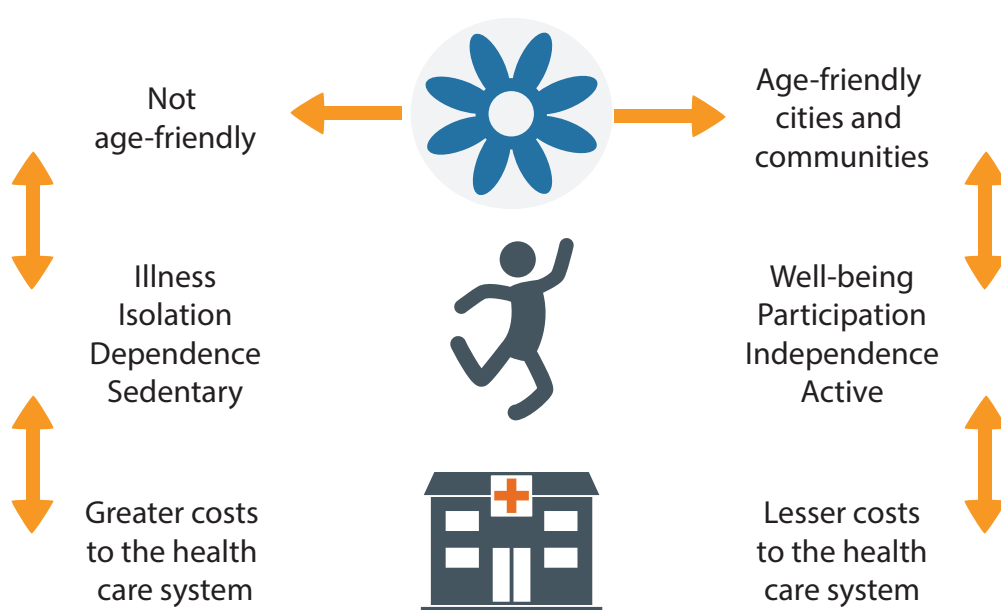 Not
age-friendly
Age-friendly
cities and
communities
Illness
Isolation
Dependence
Sedentary
Well-being
Participation
Independence
Active
Greater costs
to the health
care system
Lesser costs
to the health
care system